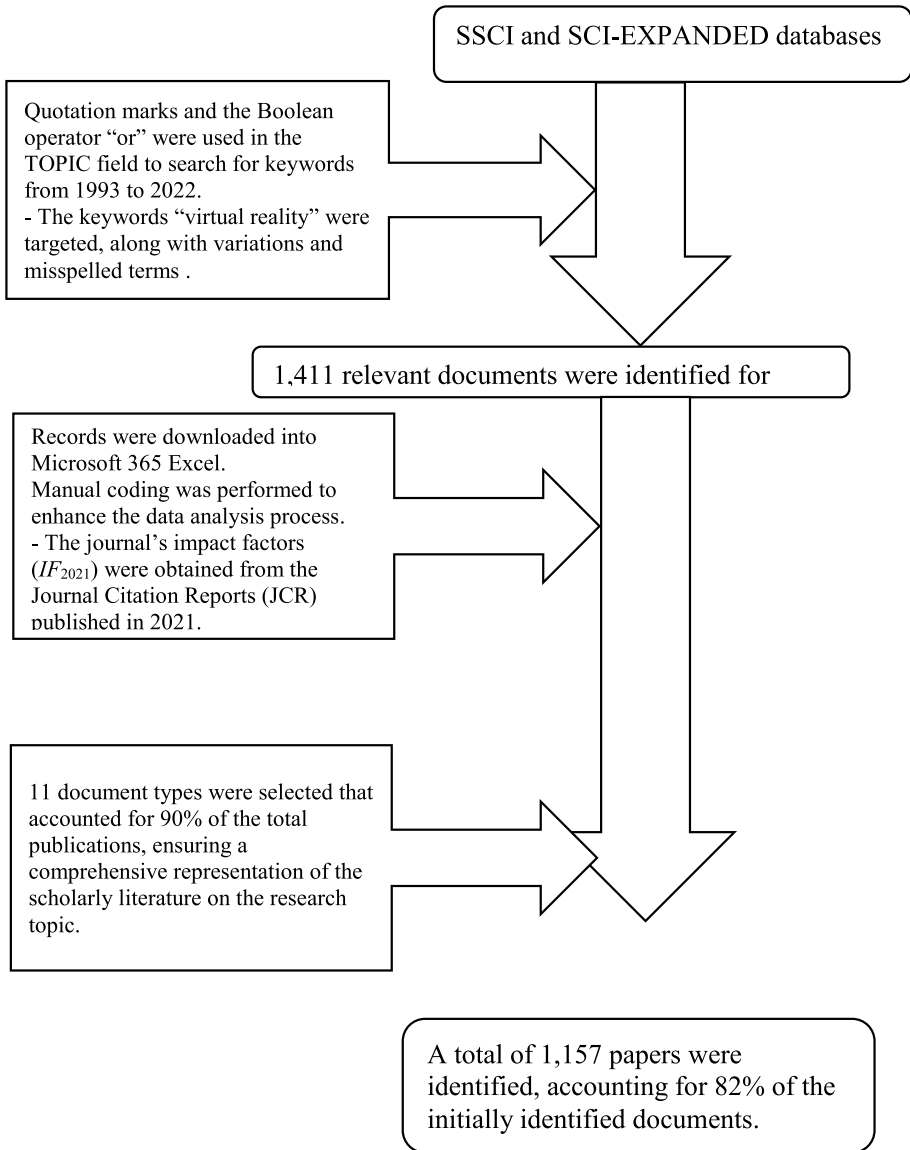 SSCI and SCI-EXPANDED databases
Quotation marks and the Boolean
operator “or” were used in the
TOPIC field to search for keywords
from 1993 to 2022.
- The keywords “virtual reality” were
targeted, along with variations and
misspelled terms .
1,411 relevant documents were identified for
Records were downloaded into
Microsoft 365 Excel.
Manual coding was performed to
enhance the data analysis process.
- The journal’s impact factors
(IF2021) were obtained from the
Journal Citation Reports (JCR)
published in 2021.
11 document types were selected that
accounted for 90% of the total
publications, ensuring a
comprehensive representation of the
scholarly literature on the research
topic.
A total of 1,157 papers were
identified, accounting for 82% of the
initially identified documents.